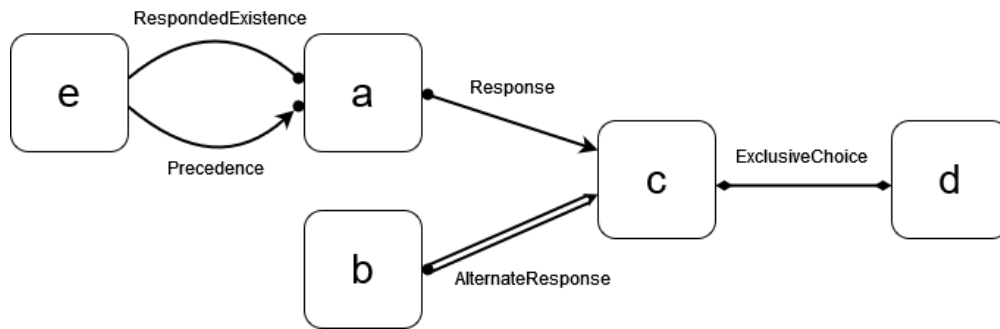 RespondedExistence
e
a
Response
Precedence
ExclusiveChoice
c
d
b
AlternateResponse